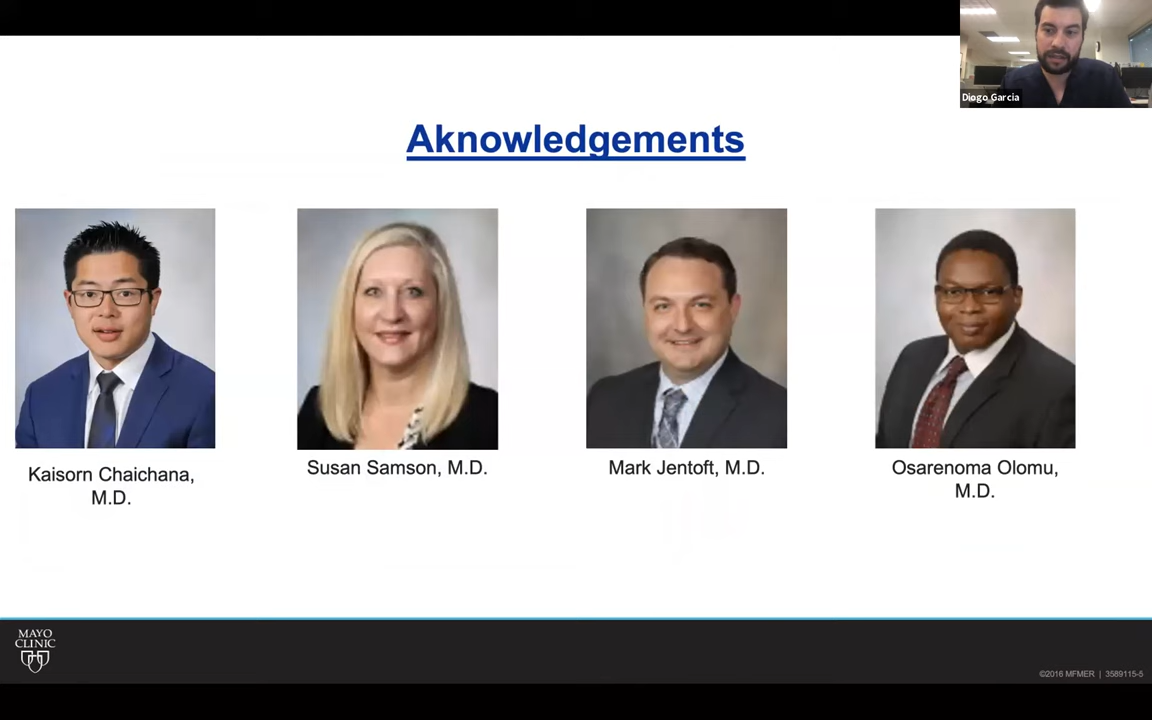 Diogo Garcia
Aknowledgements
Kaisorn Chaichana,
M.D.
Susan Samson, M.D.
Mark Jentoft, M.D.
Osarenoma Olomu,
M.D.
MAYO
CLINIC
©2016 MFMER | 3589115-5